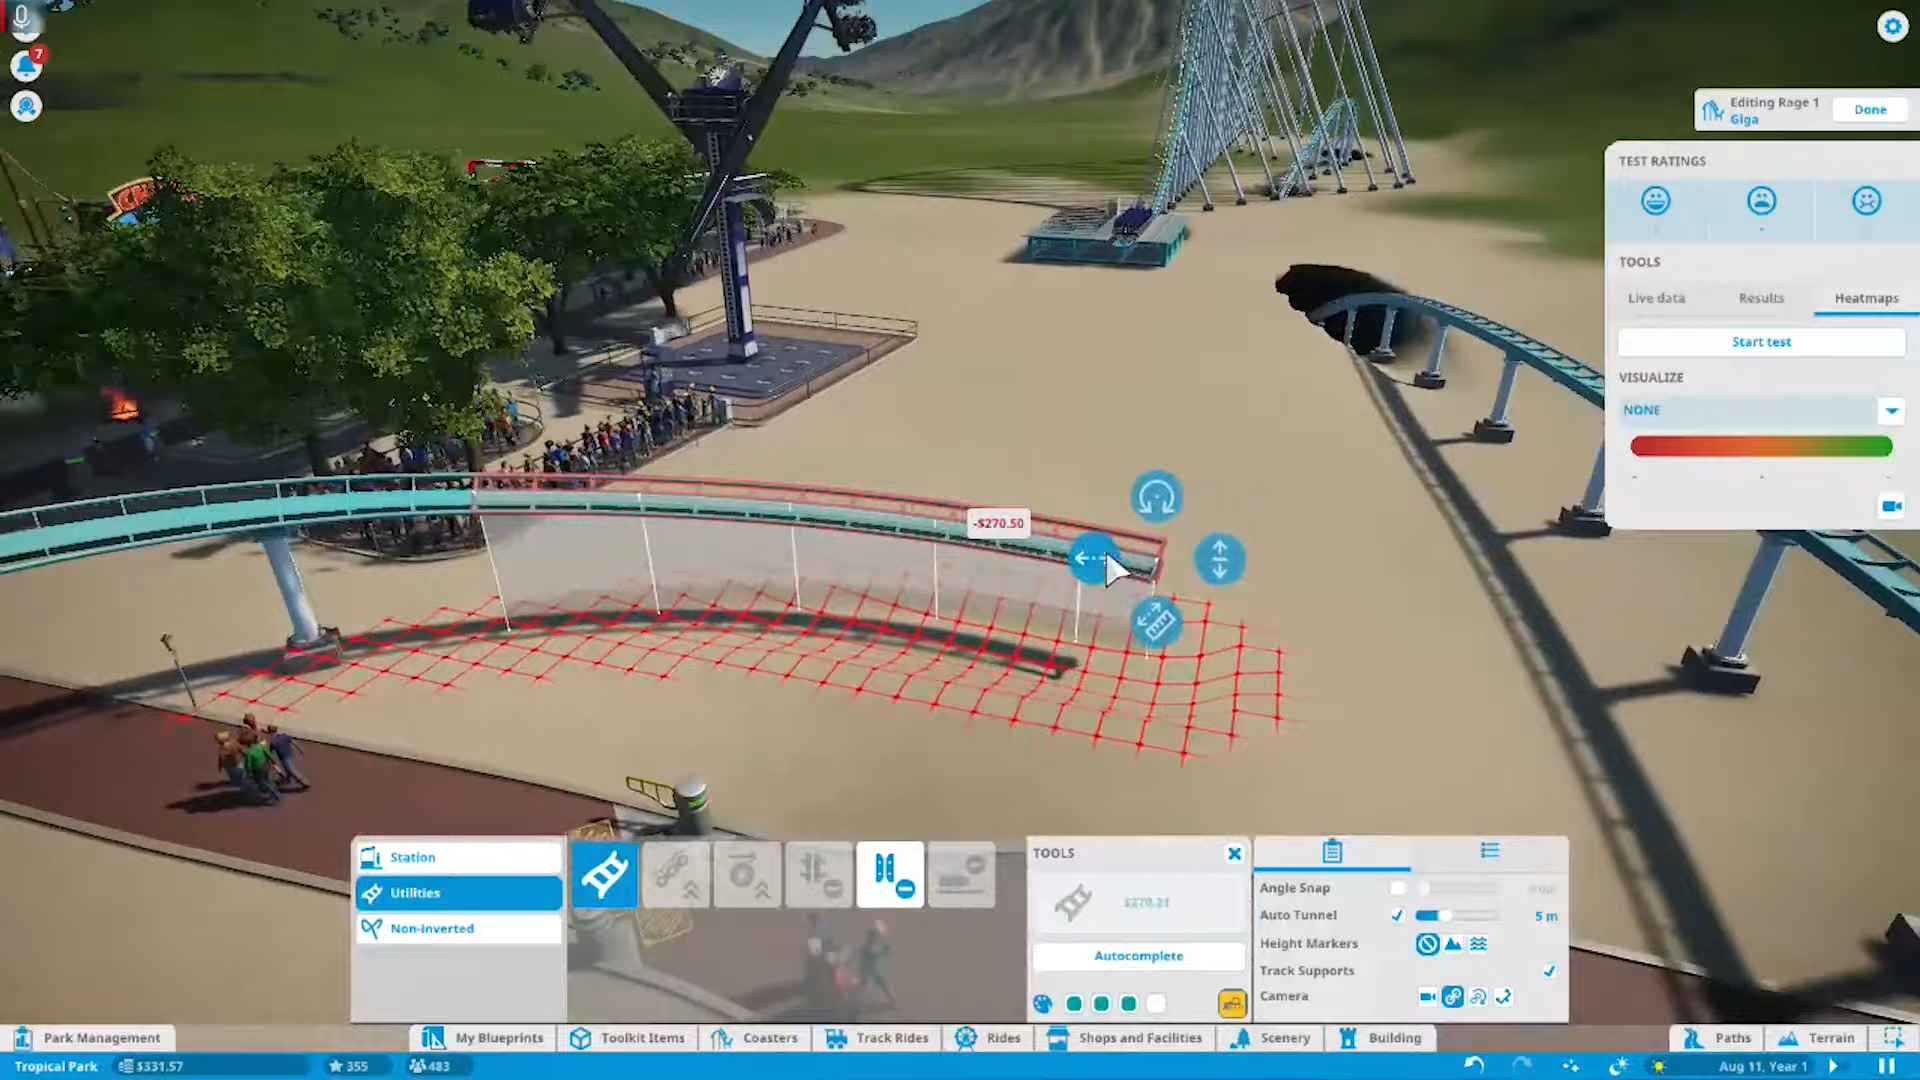 7
Editing Rage 1
Giga
Done
TEST RATINGS
TOOLS
Live data
Results
Heatmaps
Start test
VISUALIZE
NONE
-$270.50
Station
Utilities
Non-inverted
TOOLS
Autocomplete
Angle Snap
Auto Tunnel
5 m
Height Markers
Track Supports
Camera
Park Management
My Blueprints
Toolkit Items
Coasters
Track Rides
Rides
Shops and Facilities
Scenery
Building
Paths
Terrain
Tropical Park
$331.57
355
483
Aug 11, Year 1